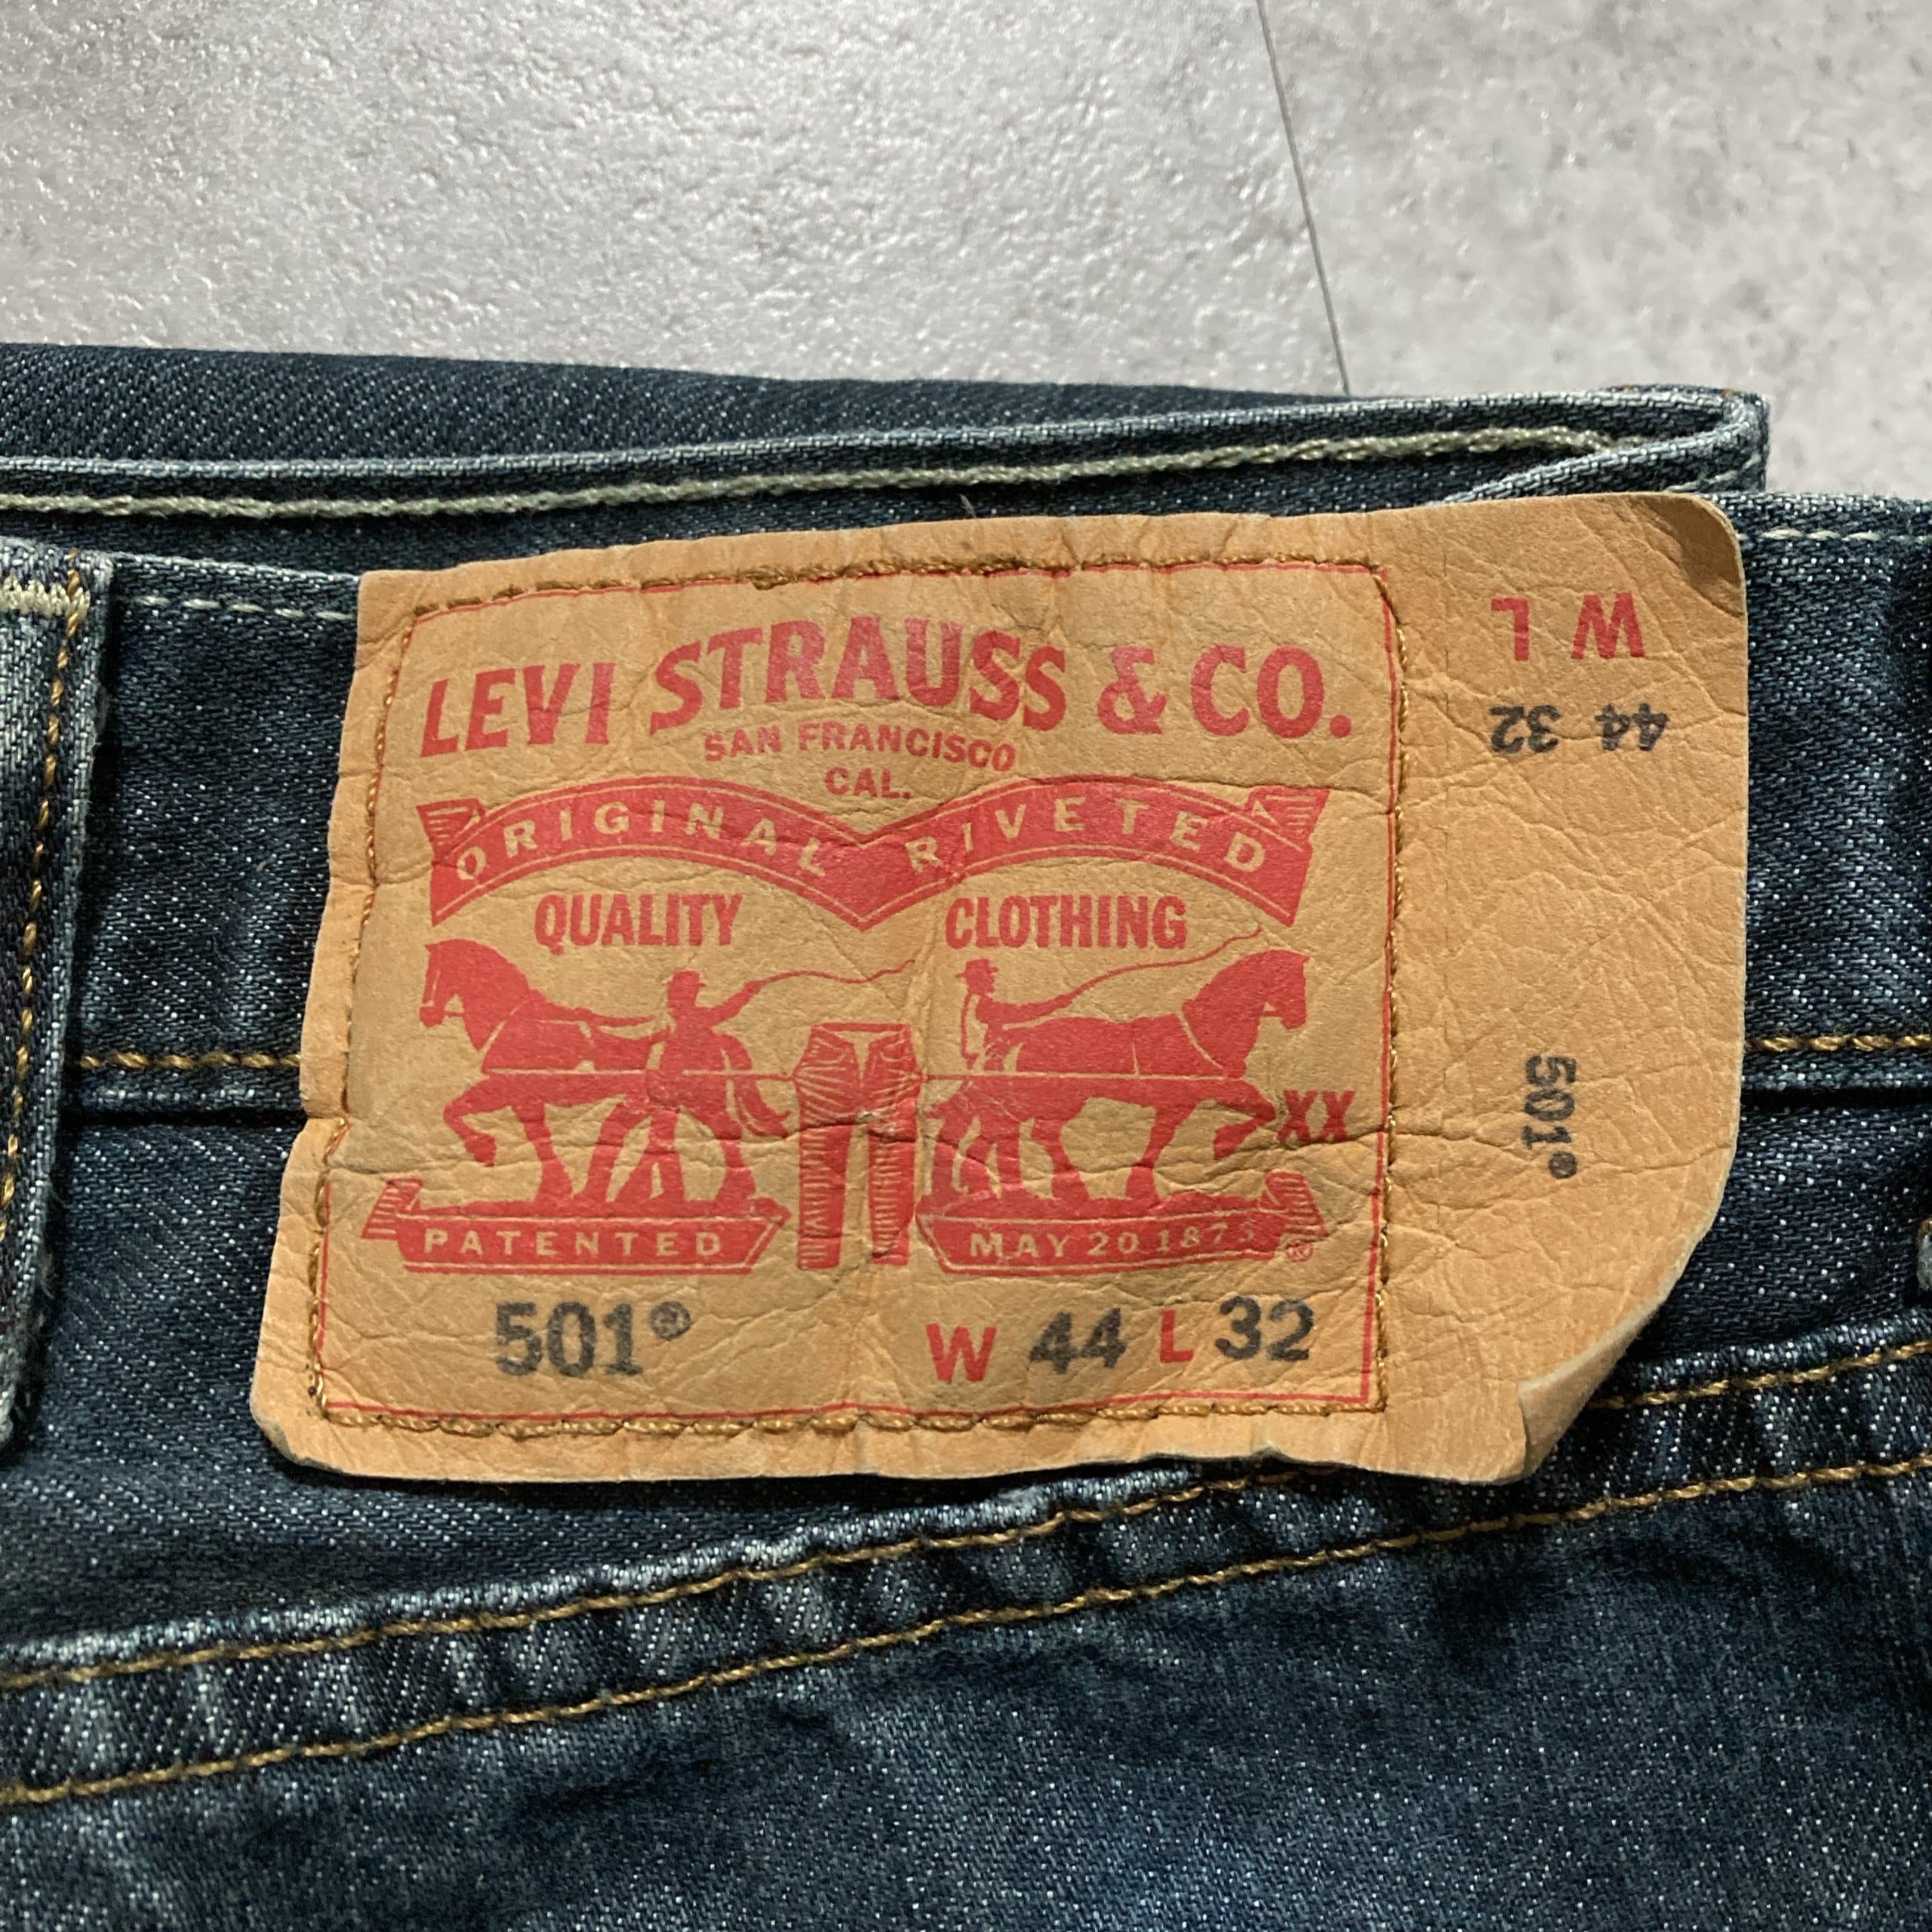 LEVI STRAUSS & CO.
SAN FRANCISCO
CAL.
ORIGINAL RIVETED
QUALITY CLOTHING
XX
PATENTED MAY 20 1873 ®
501® W 44 L 32
W L
44 32
501®